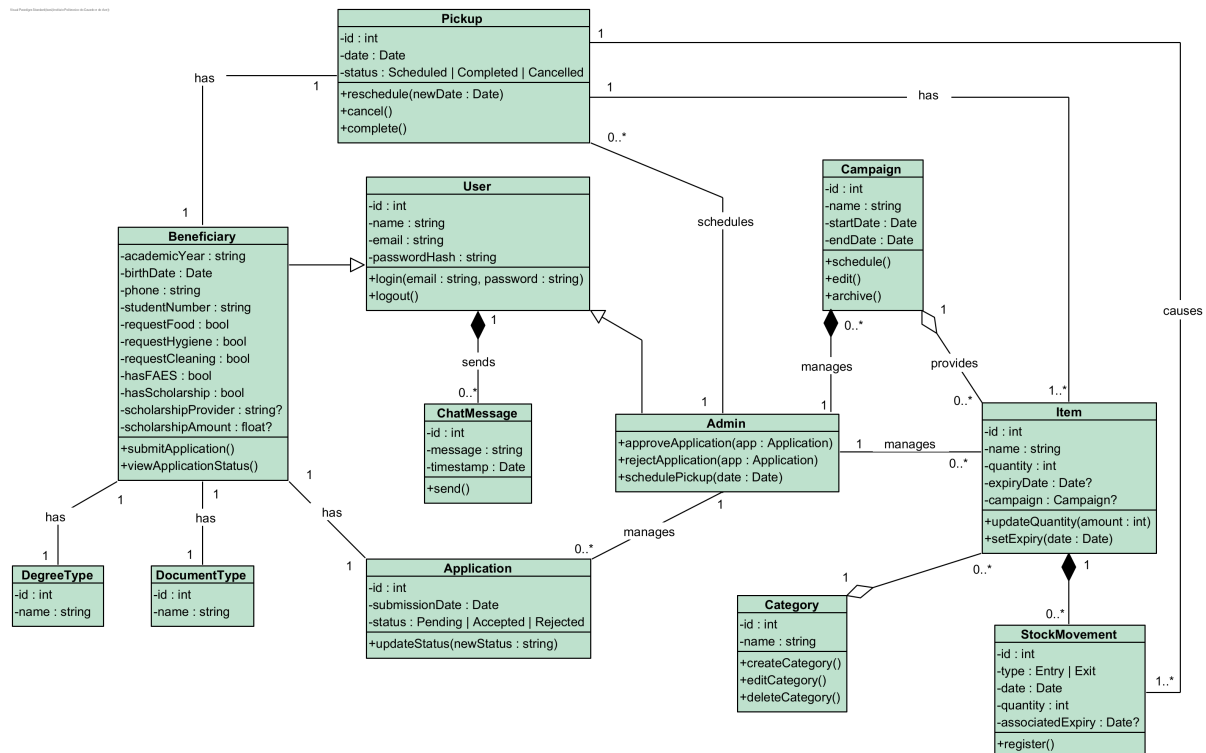 Pickup
-id : int
-date : Date
-status : Scheduled | Completed | Cancelled
+reschedule(newDate : Date)
+cancel()
+complete()
1
1
has
1
has
1
0..*
User
-id : int
-name : string
-email : string
-passwordHash : string
+login(email : string, password : string)
+logout()
Campaign
-id : int
-name : string
-startDate : Date
-endDate : Date
+schedule()
+edit()
+archive()
schedules
1
Beneficiary
-academicYear : string
-birthDate : Date
-phone : string
-studentNumber : string
-requestFood : bool
-requestHygiene : bool
-requestCleaning : bool
-hasFAES : bool
-hasScholarship : bool
-scholarshipProvider : string?
-scholarshipAmount : float?
+submitApplication()
+viewApplicationStatus()
causes
1
sends
0..*
0..*
manages
1
1
provides
0..*
1..*
1
ChatMessage
-id : int
-message : string
-timestamp : Date
+send()
Admin
+approveApplication(app : Application)
+rejectApplication(app : Application)
+schedulePickup(date : Date)
1
manages
0..*
Item
-id : int
-name : string
-quantity : int
-expiryDate : Date?
-campaign : Campaign?
+updateQuantity(amount : int)
+setExpiry(date : Date)
1
has
1
1
has
1
1
has
1
1
manages
0..*
DegreeType
-id : int
-name : string
DocumentType
-id : int
-name : string
Application
-id : int
-submissionDate : Date
-status : Pending | Accepted | Rejected
+updateStatus(newStatus : string)
1
0..*
1
0..*
Category
-id : int
-name : string
+createCategory()
+editCategory()
+deleteCategory()
StockMovement
-id : int
-type : Entry | Exit
-date : Date
-quantity : int
-associatedExpiry : Date?
+register()
1..*